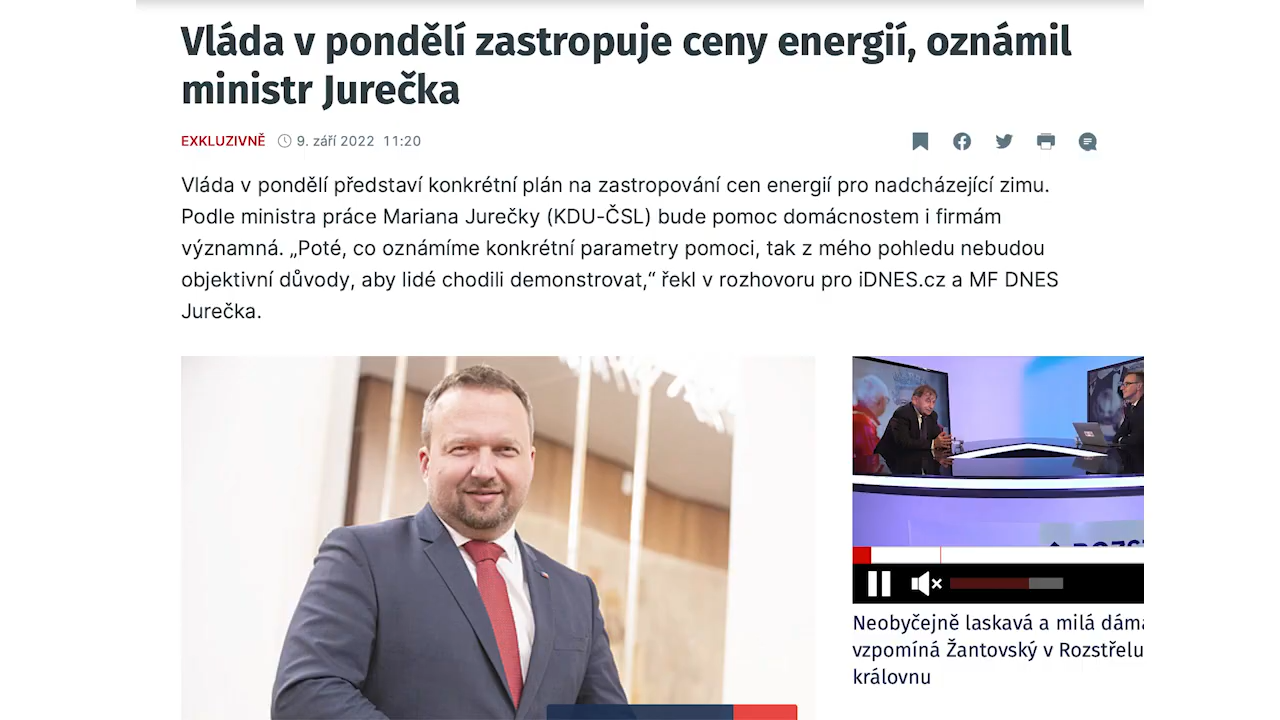 Vláda v pondělí zastropuje ceny energií, oznámil
ministr Jurečka
EXKLUZIVNĚ 9. září 2022 11:20
Vláda v pondělí představí konkrétní plán na zastropování cen energií pro nadcházející zimu.
Podle ministra práce Mariana Jurečky (KDU-ČSL) bude pomoc domácnostem i firmám
významná. „Poté, co oznámíme konkrétní parametry pomoci, tak z mého pohledu nebudou
objektivní důvody, aby lidé chodili demonstrovat,“ řekl v rozhovoru pro iDNES.cz a MF DNES
Jurečka.
Neobyčejně laskavá a milá dáma
vzpomíná Žantovský v Rozstřelu
královnu